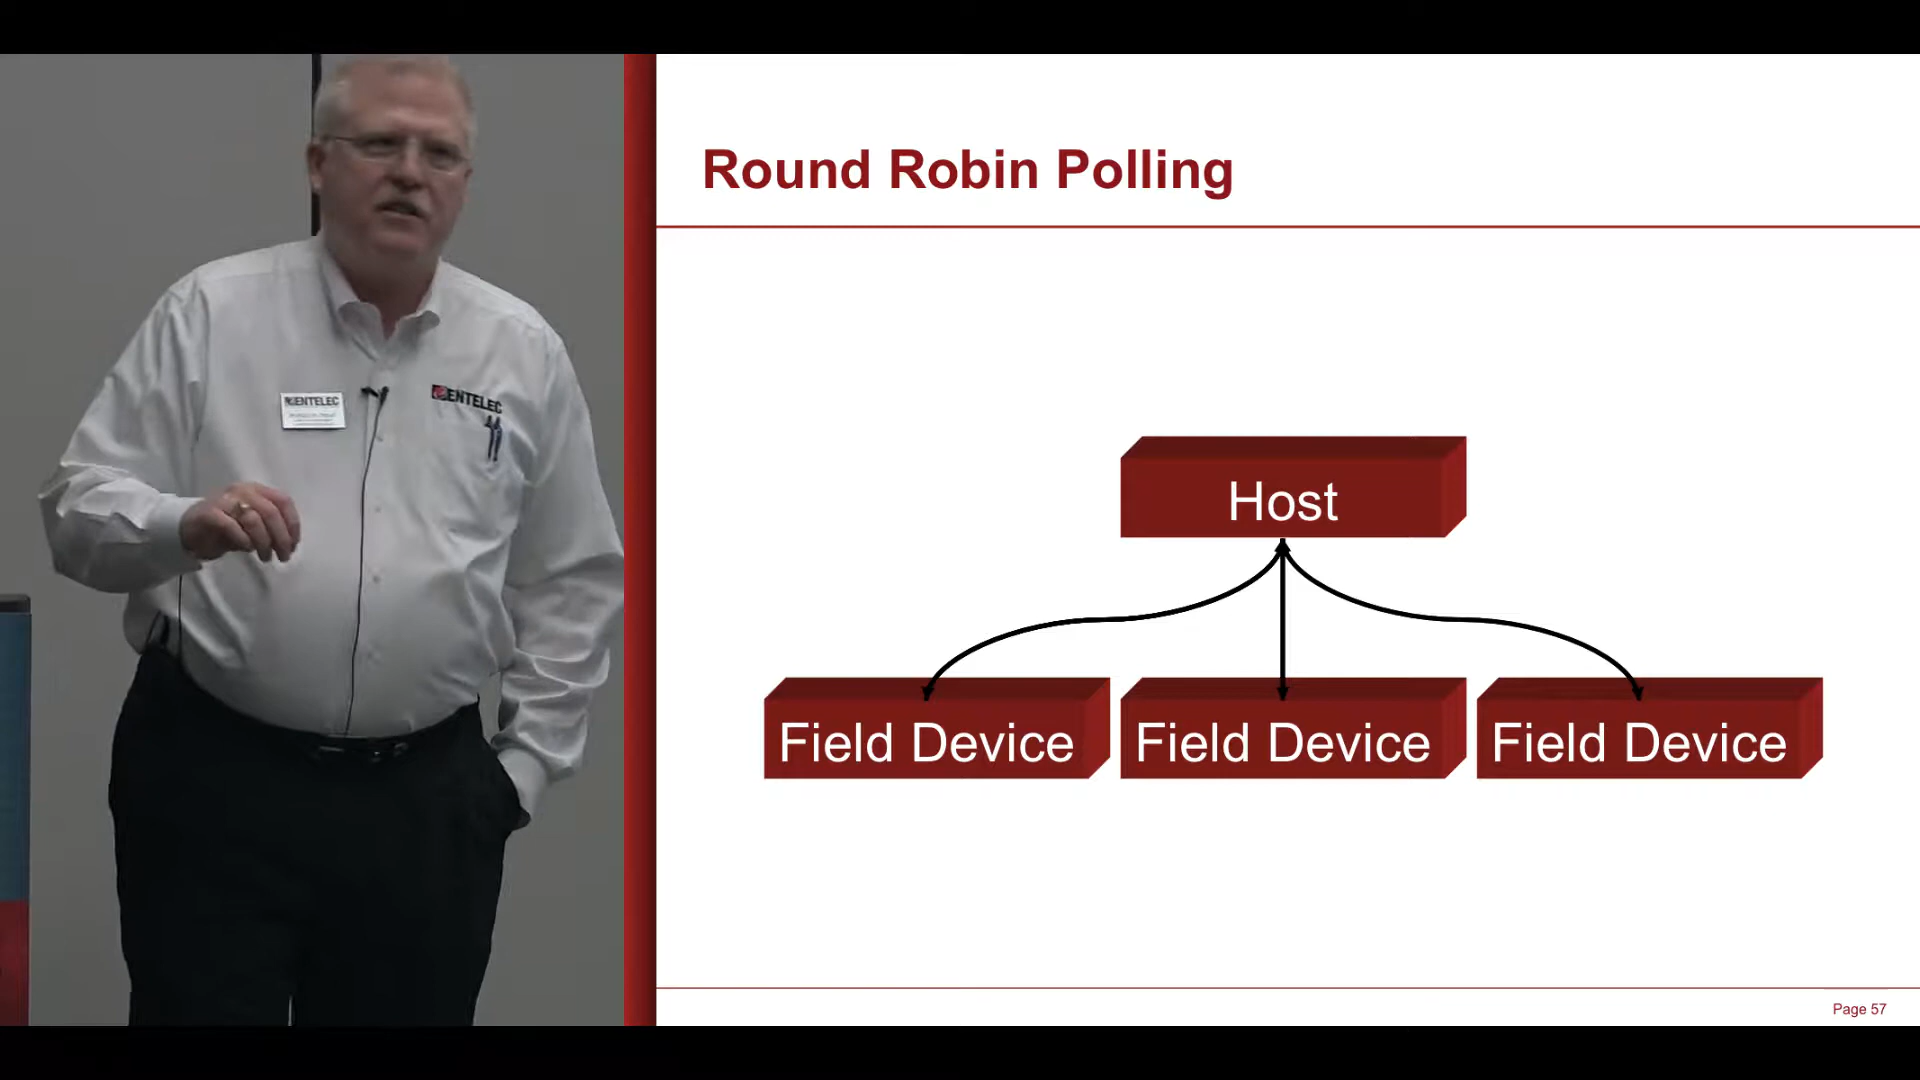 Round Robin Polling
Host
Field Device
Field Device
Field Device
Page 57
ENTELEC
ENTELEC